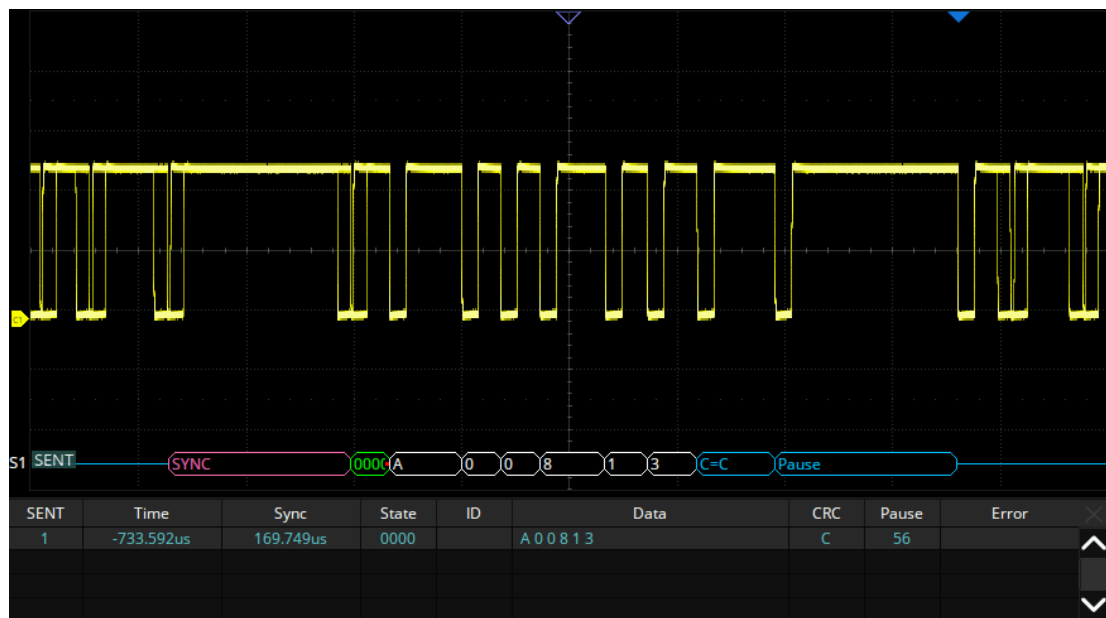 C1
S1 SENT SYNC 0000 A 0 0 8 1 3 C=C Pause
SENT Time Sync State ID Data CRC Pause Error
1 -733.592us 169.749us 0000 A 0 0 8 1 3 C 56